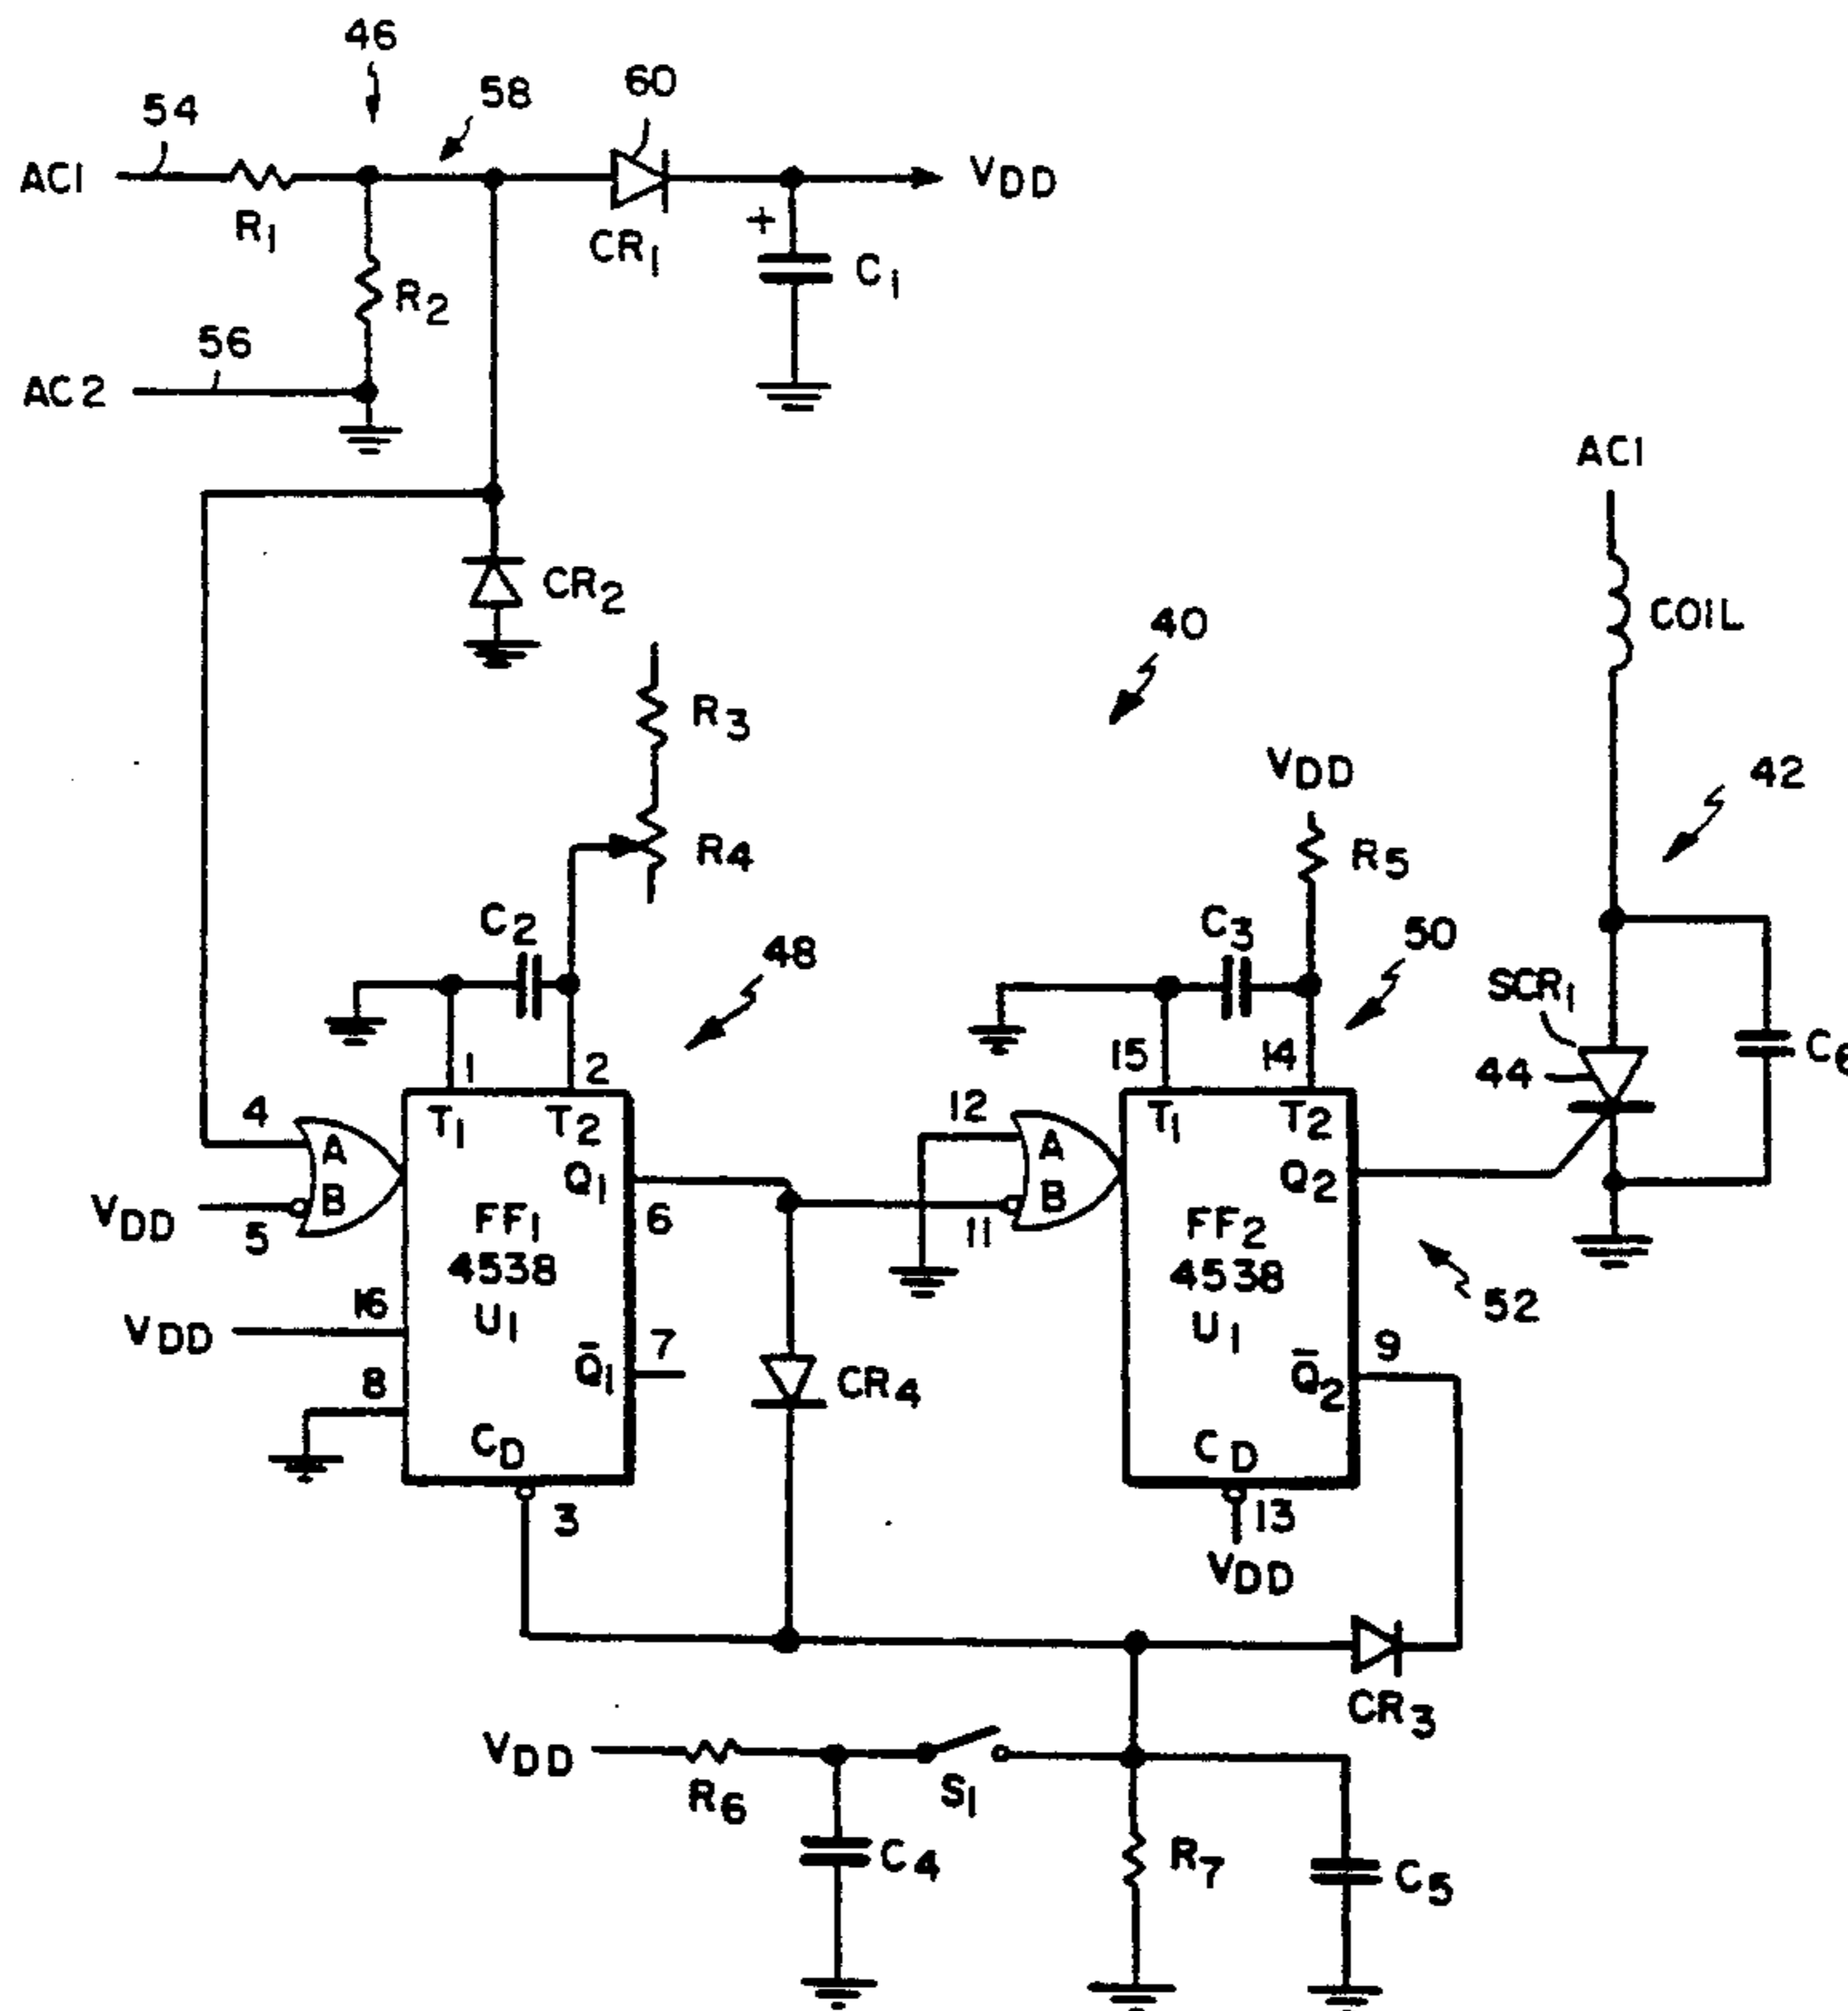 46
54
58
60
AC1
R1
CR1
VDD
+
C1
R2
56
AC2
CR2
AC1
COIL
40
R3
R4
VDD
R5
42
C2
48
C3
50
SCR1
44
C6
1
2
15
14
4
A
B
T1
T2
Q1
VDD
5
6
FF1
4538
U1
12
A
B
11
T1
T2
Q2
FF2
4538
U1
52
16
VDD
8
Q̅1
7
CR4
Q̅2
9
CD
3
CD
13
VDD
CR3
VDD
R6
S1
C4
R7
C5